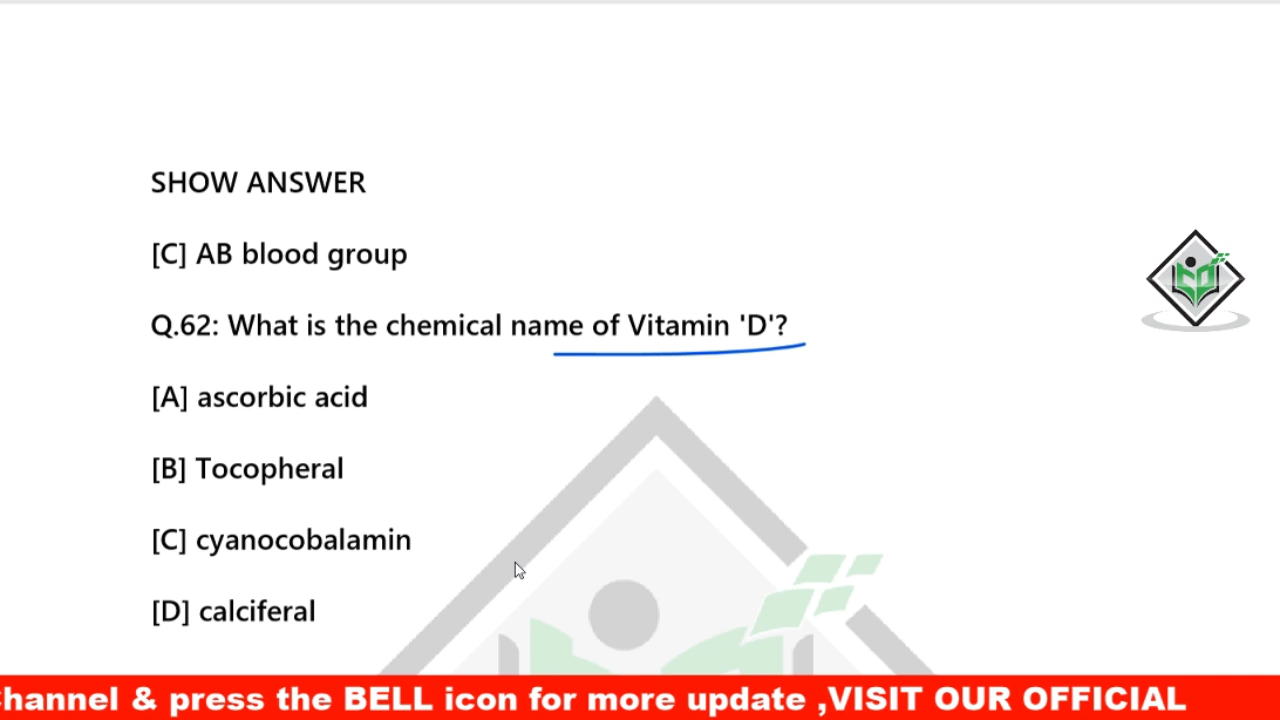 SHOW ANSWER
[C] AB blood group
Q.62: What is the chemical name of Vitamin 'D'?
[A] ascorbic acid
[B] Tocopheral
[C] cyanocobalamin
[D] calciferal
hannel & press the BELL icon for more update ,VISIT OUR OFFICIAL